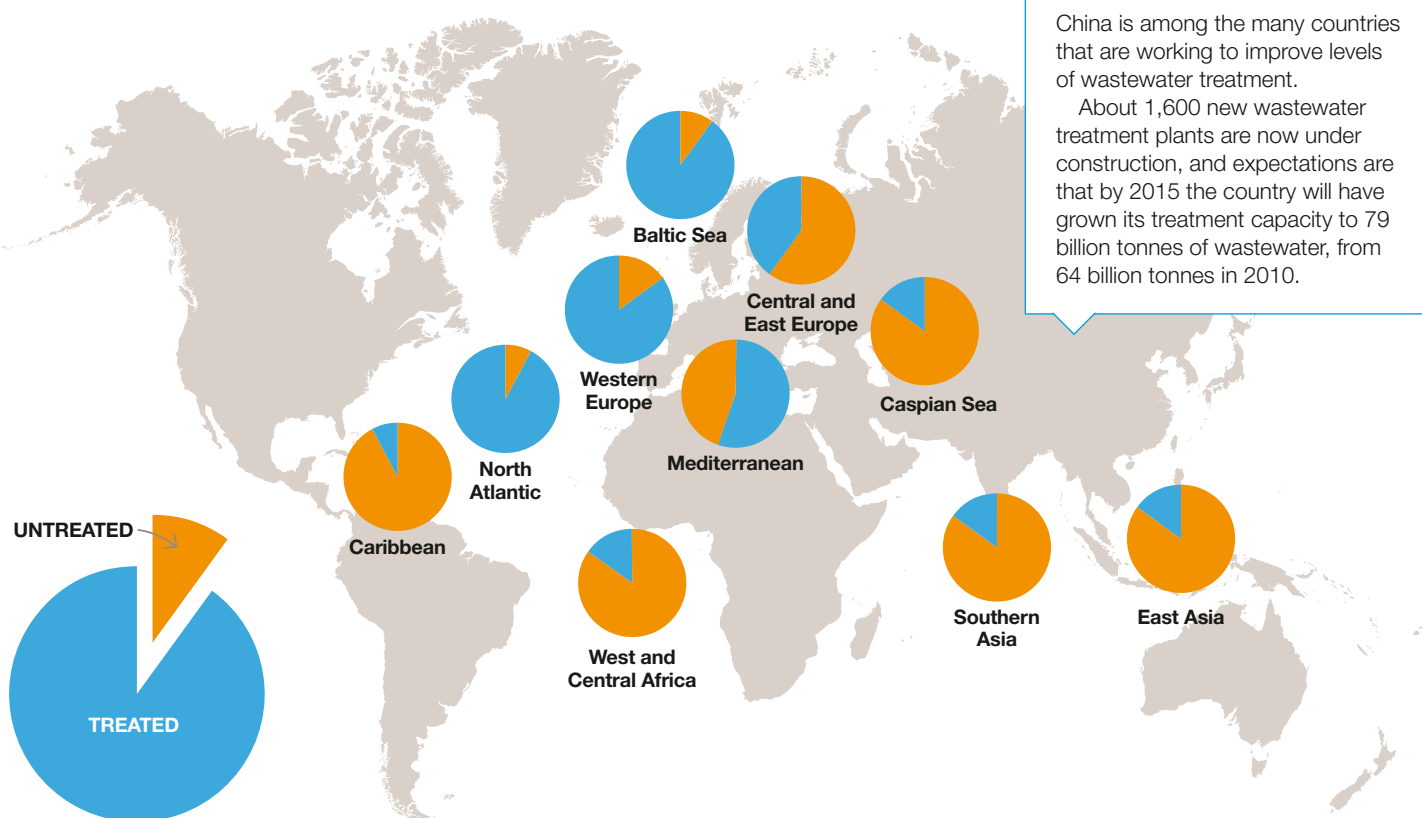 China is among the many countries
that are working to improve levels
of wastewater treatment.
About 1,600 new wastewater
treatment plants are now under
construction, and expectations are
that by 2015 the country will have
grown its treatment capacity to 79
billion tonnes of wastewater, from
64 billion tonnes in 2010.
Baltic Sea
Central and
East Europe
Western
Europe
Caspian Sea
Mediterranean
North
Atlantic
UNTREATED
Caribbean
Southern
Asia
East Asia
West and
Central Africa
TREATED